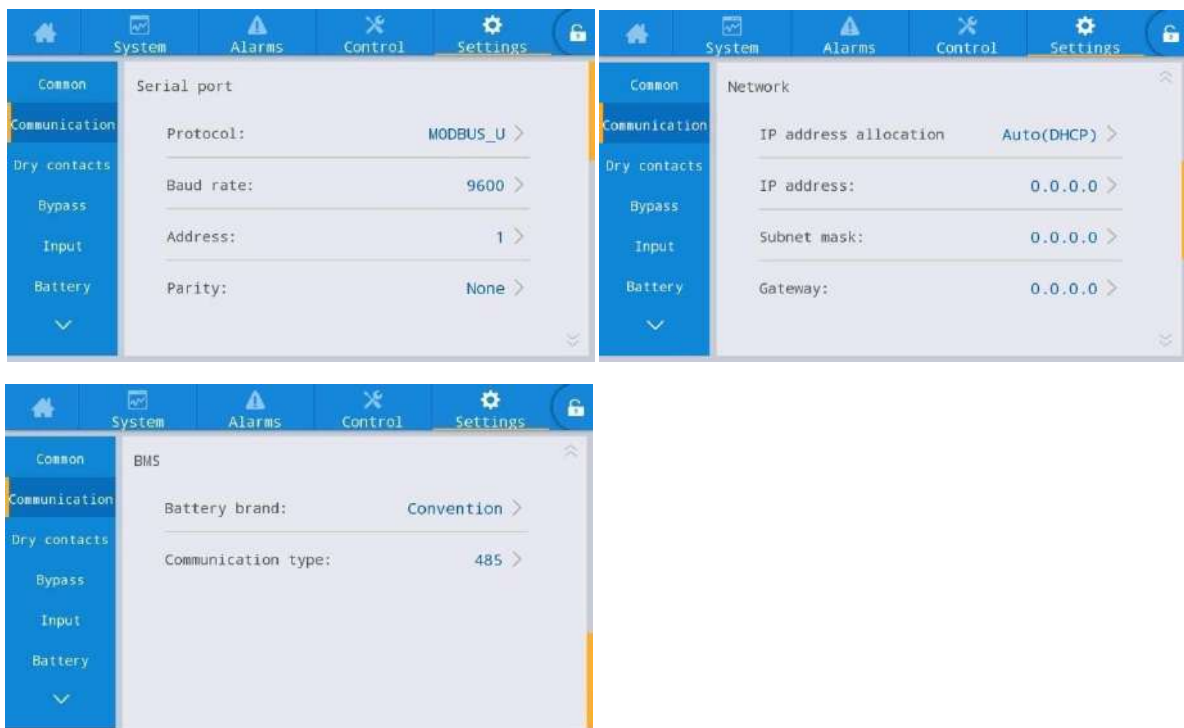 System Alarms Control Settings
Common
Communication
Dry contacts
Bypass
Input
Battery
Serial port
Protocol: MODBUS_U
Baud rate: 9600
Address: 1
Parity: None
System Alarms Control Settings
Common
Communication
Dry contacts
Bypass
Input
Battery
Network
IP address allocation Auto(DHCP)
IP address: 0.0.0.0
Subnet mask: 0.0.0.0
Gateway: 0.0.0.0
System Alarms Control Settings
Common
Communication
Dry contacts
Bypass
Input
Battery
BMS
Battery brand: Convention
Communication type: 485